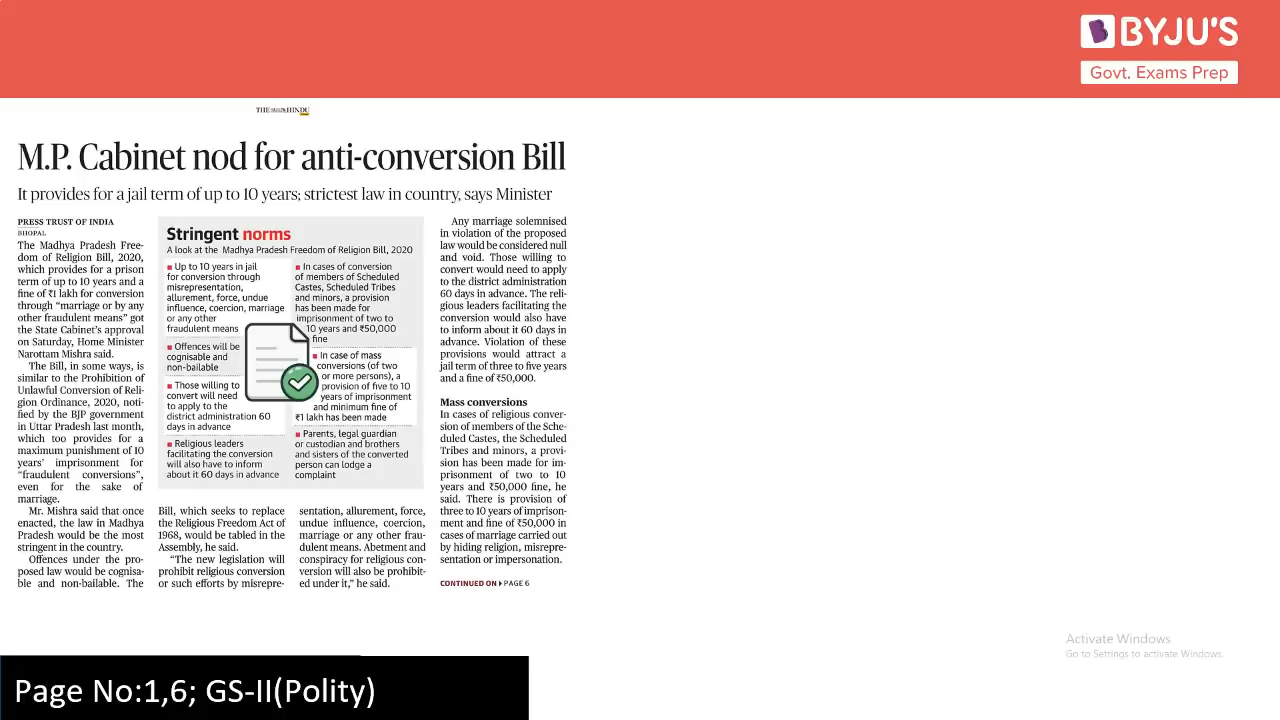 BYJU'S
Govt. Exams Prep
THE HINDU
M.P. Cabinet nod for anti-conversion Bill
It provides for a jail term of up to 10 years; strictest law in country, says Minister
PRESS TRUST OF INDIA
BHOPAL
The Madhya Pradesh Free-
dom of Religion Bill, 2020,
which provides for a prison
term of up to 10 years and a
fine of ₹1 lakh for conversion
through “marriage or by any
other fraudulent means” got
the State Cabinet's approval
on Saturday, Home Minister
Narottam Mishra said.
The Bill, in some ways, is
similar to the Prohibition of
Unlawful Conversion of Reli-
gion Ordinance, 2020, noti-
fied by the BJP government
in Uttar Pradesh last month,
which too provides for a
maximum punishment of 10
years' imprisonment for
“fraudulent conversions”,
even for the sake of
marriage.
Mr. Mishra said that once
enacted, the law in Madhya
Pradesh would be the most
stringent in the country.
Offences under the pro-
posed law would be cognisa-
ble and non-bailable. The
Stringent norms
A look at the Madhya Pradesh Freedom of Religion Bill, 2020
Up to 10 years in jail
for conversion through
misrepresentation,
allurement, force, undue
influence, coercion, marriage
or any other
fraudulent means
Offences will be
cognisable and
non-bailable
Those willing to
convert will need
to apply to the
district administration 60
days in advance
Religious leaders
facilitating the conversion
will also have to inform
about it 60 days in advance
In cases of conversion
of members of Scheduled
Castes, Scheduled Tribes
and minors, a provision
has been made for
imprisonment of two to
10 years and ₹50,000
fine
In case of mass
conversions (of two
or more persons), a
provision of five to 10
years of imprisonment
and minimum fine of
₹1 lakh has been made
Parents, legal guardian
or custodian and brothers
and sisters of the converted
person can lodge a
complaint
Bill, which seeks to replace
the Religious Freedom Act of
1968, would be tabled in the
Assembly, he said.
“The new legislation will
prohibit religious conversion
or such efforts by misrepre-
sentation, allurement, force,
undue influence, coercion,
marriage or any other frau-
dulent means. Abetment and
conspiracy for religious con-
version will also be prohibit-
ed under it,” he said.
Any marriage solemnised
in violation of the proposed
law would be considered null
and void. Those willing to
convert would need to apply
to the district administration
60 days in advance. The reli-
gious leaders facilitating the
conversion would also have
to inform about it 60 days in
advance. Violation of these
provisions would attract a
jail term of three to five years
and a fine of ₹50,000.
Mass conversions
In cases of religious conver-
sion of members of the Sche-
duled Castes, the Scheduled
Tribes and minors, a provi-
sion has been made for im-
prisonment of two to 10
years and ₹50,000 fine, he
said. There is provision of
three to 10 years of imprison-
ment and fine of ₹50,000 in
cases of marriage carried out
by hiding religion, misrepre-
sentation or impersonation.
CONTINUED ON PAGE 6
Activate Windows
Go to Settings to activate Windows.
Page No:1,6; GS-II(Polity)